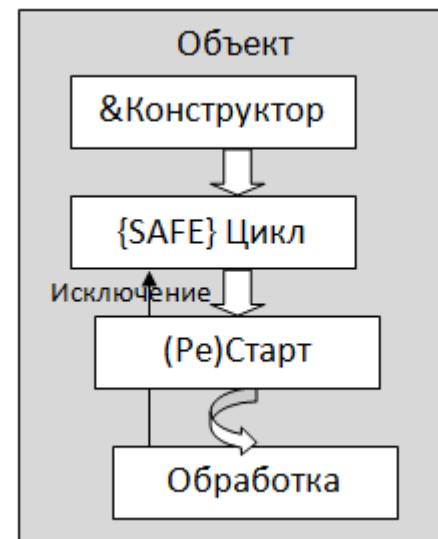 Объект
&Конструктор
{SAFE} Цикл
Исключение
(Ре)Старт
Обработка